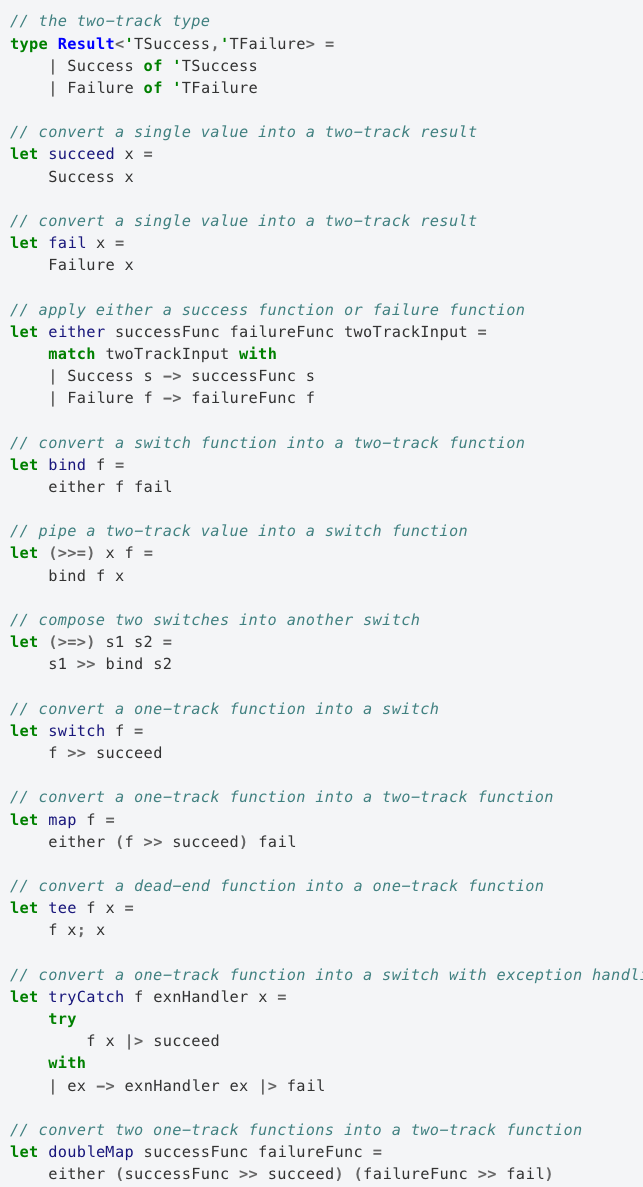 // the two-track type
type Result<'TSuccess,'TFailure> =
    | Success of 'TSuccess
    | Failure of 'TFailure

// convert a single value into a two-track result
let succeed x =
    Success x

// convert a single value into a two-track result
let fail x =
    Failure x

// apply either a success function or failure function
let either successFunc failureFunc twoTrackInput =
    match twoTrackInput with
    | Success s -> successFunc s
    | Failure f -> failureFunc f

// convert a switch function into a two-track function
let bind f =
    either f fail

// pipe a two-track value into a switch function
let (>>=) x f =
    bind f x

// compose two switches into another switch
let (>=>) s1 s2 =
    s1 >> bind s2

// convert a one-track function into a switch
let switch f =
    f >> succeed

// convert a one-track function into a two-track function
let map f =
    either (f >> succeed) fail

// convert a dead-end function into a one-track function
let tee f x =
    f x; x

// convert a one-track function into a switch with exception handli
let tryCatch f exnHandler x =
    try
        f x |> succeed
    with
    | ex -> exnHandler ex |> fail

// convert two one-track functions into a two-track function
let doubleMap successFunc failureFunc =
    either (successFunc >> succeed) (failureFunc >> fail)